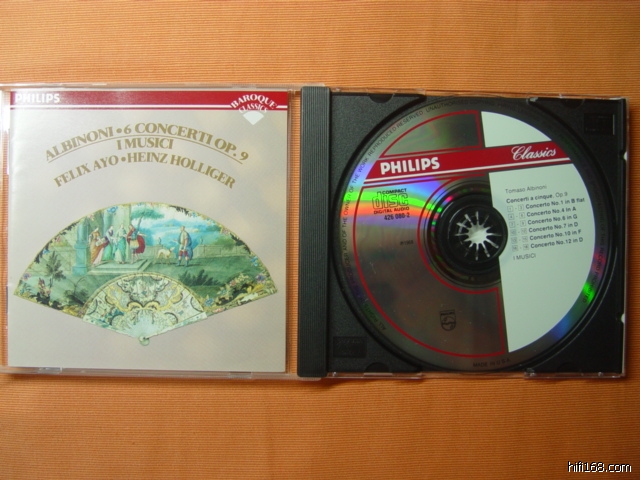 PHILIPS
BAROQUE
CLASSICS
ALBINONI • 6 CONCERTI OP. 9
I MUSICI
FELIX AYO • HEINZ HOLLIGER
PHILIPS
Classics
COMPACT
disc
DIGITAL AUDIO
426 080-2
Tomaso Albinoni
Concerti a cinque, Op.9
Concerto No.1 in B flat
Concerto No.4 in A
Concerto No.6 in G
Concerto No.7 in D
Concerto No.10 in F
Concerto No.12 in D
I MUSICI
MADE IN U.S.A.
hifi168.com